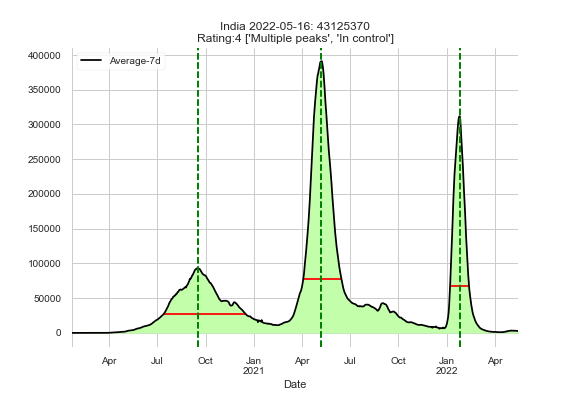 India 2022-05-16: 43125370
Rating:4 ['Multiple peaks', 'In control']
Average-7d
400000
350000
300000
250000
200000
150000
100000
50000
0
Apr Jul Oct Jan Apr Jul Oct Jan Apr
2021 2022
Date